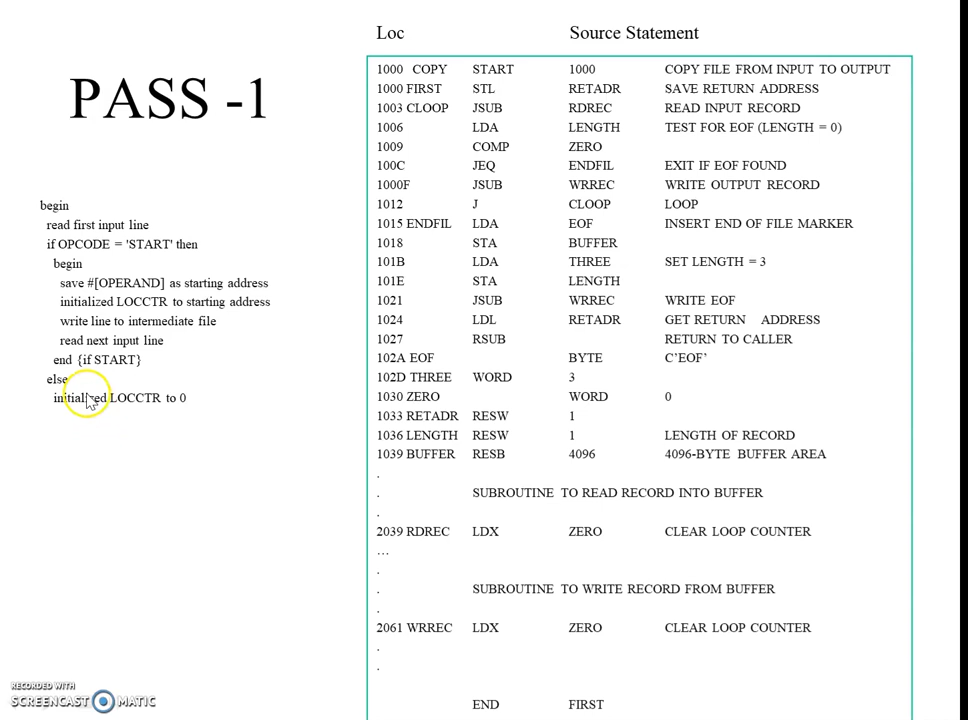 PASS -1
begin
read first input line
if OPCODE = 'START' then
begin
save #[OPERAND] as starting address
initialized LOCCTR to starting address
write line to intermediate file
read next input line
end {if START}
else
initialized LOCCTR to 0
Loc Source Statement
1000 COPY START 1000 COPY FILE FROM INPUT TO OUTPUT
1000 FIRST STL RETADR SAVE RETURN ADDRESS
1003 CLOOP JSUB RDREC READ INPUT RECORD
1006 LDA LENGTH TEST FOR EOF (LENGTH = 0)
1009 COMP ZERO
100C JEQ ENDFIL EXIT IF EOF FOUND
1000F JSUB WRREC WRITE OUTPUT RECORD
1012 J CLOOP LOOP
1015 ENDFIL LDA EOF INSERT END OF FILE MARKER
1018 STA BUFFER
101B LDA THREE SET LENGTH = 3
101E STA LENGTH
1021 JSUB WRREC WRITE EOF
1024 LDL RETADR GET RETURN ADDRESS
1027 RSUB RETURN TO CALLER
102A EOF BYTE C’EOF’
102D THREE WORD 3
1030 ZERO WORD 0
1033 RETADR RESW 1
1036 LENGTH RESW 1 LENGTH OF RECORD
1039 BUFFER RESB 4096 4096-BYTE BUFFER AREA
.
. SUBROUTINE TO READ RECORD INTO BUFFER
.
2039 RDREC LDX ZERO CLEAR LOOP COUNTER
…
.
. SUBROUTINE TO WRITE RECORD FROM BUFFER
.
2061 WRREC LDX ZERO CLEAR LOOP COUNTER
.
.
END FIRST
RECORDED WITH
SCREENCAST MATIC